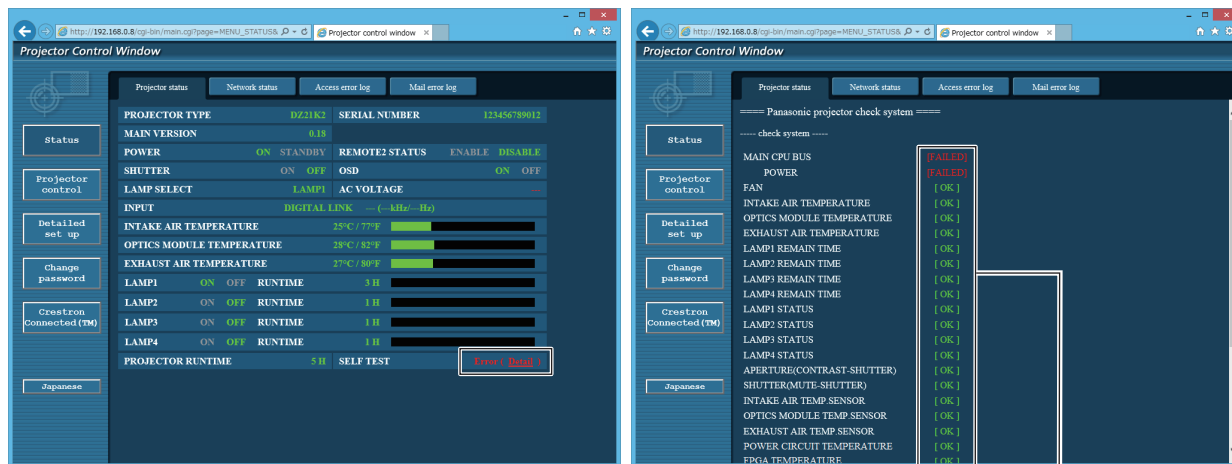 http://192.168.0.8/cgi-bin/main.cgi?page=MENU_STATUS&
Projector control window
Projector Control Window
Projector status
Network status
Access error log
Mail error log
Status
Projector
control
Detailed
set up
Change
password
Crestron
Connected(TM)
Japanese
PROJECTOR TYPE DZ21K2 SERIAL NUMBER 123456789012
MAIN VERSION 0.18
POWER ON STANDBY REMOTE2 STATUS ENABLE DISABLE
SHUTTER ON OFF OSD ON OFF
LAMP SELECT LAMP1 AC VOLTAGE ---
INPUT DIGITAL LINK --- (---kHz/---Hz)
INTAKE AIR TEMPERATURE 25°C / 77°F
OPTICS MODULE TEMPERATURE 28°C / 82°F
EXHAUST AIR TEMPERATURE 27°C / 80°F
LAMP1 ON OFF RUNTIME 3 H
LAMP2 ON OFF RUNTIME 1 H
LAMP3 ON OFF RUNTIME 1 H
LAMP4 ON OFF RUNTIME 1 H
PROJECTOR RUNTIME 5 H SELF TEST Error ( Detail )
http://192.168.0.8/cgi-bin/main.cgi?page=MENU_STATUS&
Projector control window
Projector Control Window
Projector status
Network status
Access error log
Mail error log
Status
Projector
control
Detailed
set up
Change
password
Crestron
Connected(TM)
Japanese
==== Panasonic projector check system ====
----- check system -----
MAIN CPU BUS [FAILED]
POWER [FAILED]
FAN [ OK ]
INTAKE AIR TEMPERATURE [ OK ]
OPTICS MODULE TEMPERATURE [ OK ]
EXHAUST AIR TEMPERATURE [ OK ]
LAMP1 REMAIN TIME [ OK ]
LAMP2 REMAIN TIME [ OK ]
LAMP3 REMAIN TIME [ OK ]
LAMP4 REMAIN TIME [ OK ]
LAMP1 STATUS [ OK ]
LAMP2 STATUS [ OK ]
LAMP3 STATUS [ OK ]
LAMP4 STATUS [ OK ]
APERTURE(CONTRAST-SHUTTER) [ OK ]
SHUTTER(MUTE-SHUTTER) [ OK ]
INTAKE AIR TEMP.SENSOR [ OK ]
OPTICS MODULE TEMP.SENSOR [ OK ]
EXHAUST AIR TEMP.SENSOR [ OK ]
POWER CIRCUIT TEMPERATURE [ OK ]
FPGA TEMPERATURE [ OK ]